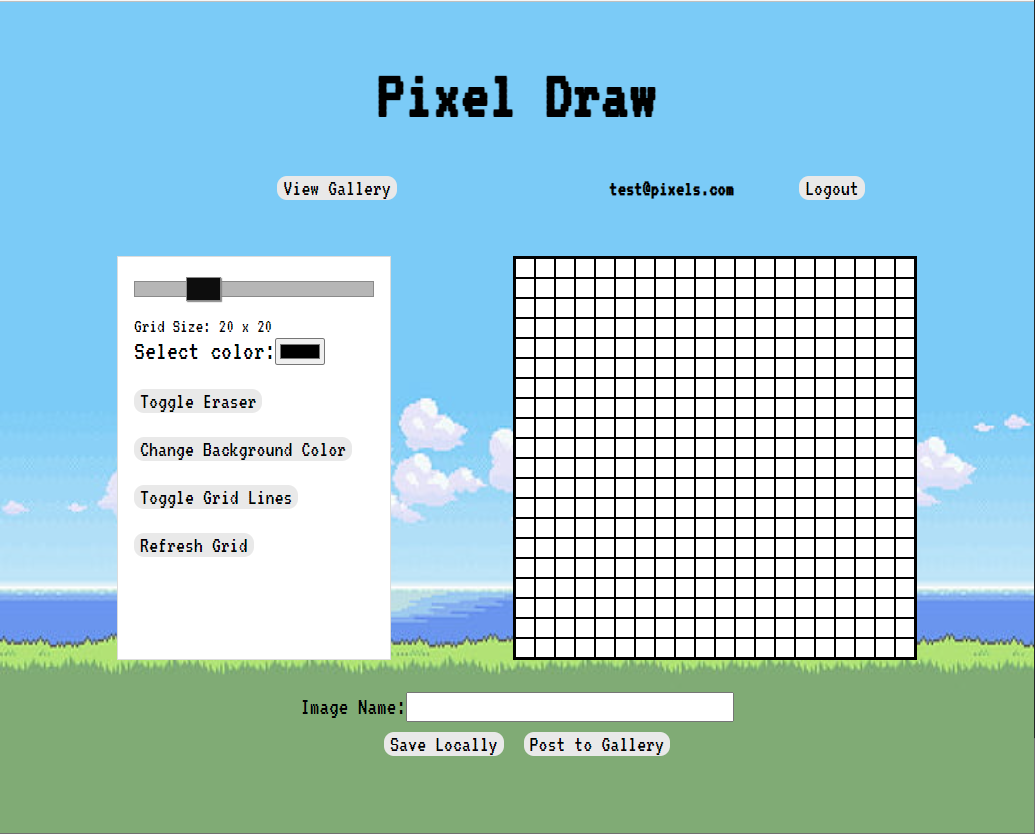 Pixel Draw
View Gallery
test@pixels.com
Logout
Grid Size: 20 x 20
Select color:
Toggle Eraser
Change Background Color
Toggle Grid Lines
Refresh Grid
Image Name:
Save Locally
Post to Gallery